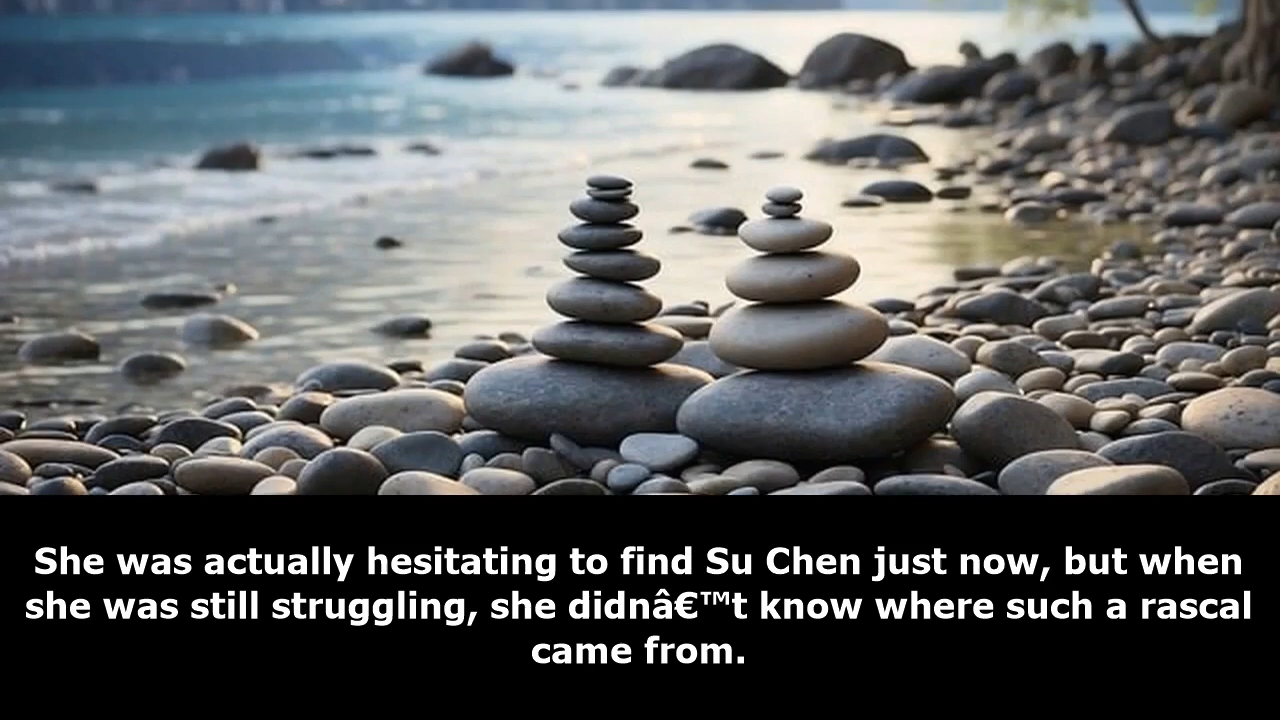 She was actually hesitating to find Su Chen just now, but when
she was still struggling, she didnâ€™t know where such a rascal
came from.